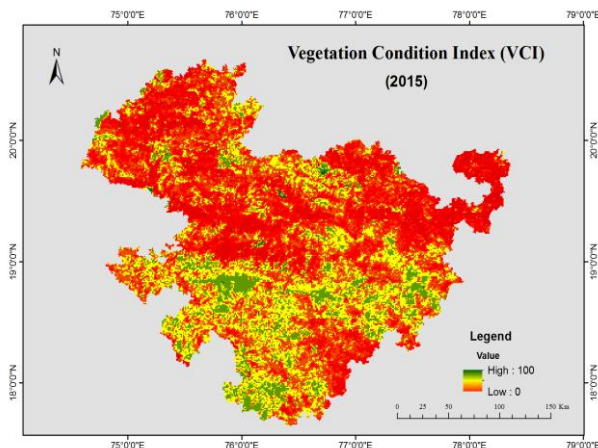 75°0'0"E 76°0'0"E 77°0'0"E 78°0'0"E 79°0'0"E
N
Vegetation Condition Index (VCI)
(2015)
20°0'0"N 20°0'0"N
19°0'0"N 19°0'0"N
18°0'0"N 18°0'0"N
Legend
Value
High : 100
Low : 0
0 25 50 100 150 Km
75°0'0"E 76°0'0"E 77°0'0"E 78°0'0"E 79°0'0"E